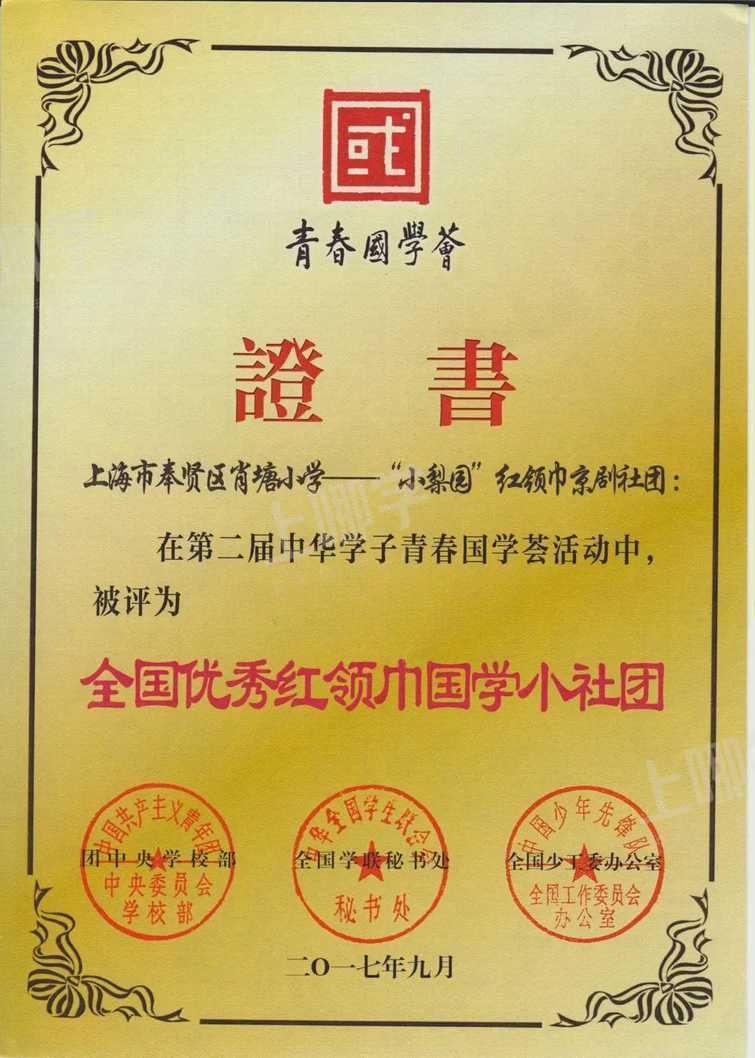 國
青春國學薈
證書
上海市奉贤区肖塘小学——“小梨园”红领巾京剧社团：
在第二届中华学子青春国学荟活动中，
被评为
全国优秀红领巾国学小社团
中国共产主义青年团
团中央学校部
中央委员会
学校部
中华全国学生联合会
全国学联秘书处
秘书处
中国少年先锋队
全国少工委办公室
全国工作委员会
办公室
二〇一七年九月